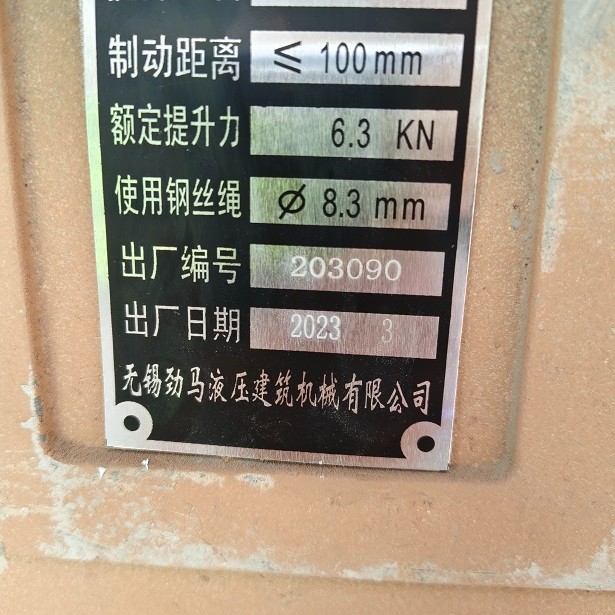 制动距离 ≤ 100 mm
额定提升力 6.3 KN
使用钢丝绳 Ø 8.3 mm
出厂编号 203090
出厂日期 2023 3
无锡劲马液压建筑机械有限公司